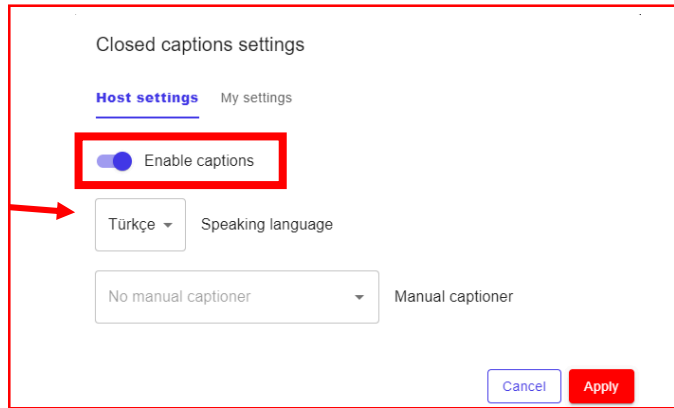 Closed captions settings
Host settings My settings
Enable captions
Türkçe Speaking language
No manual captioner Manual captioner
Cancel Apply